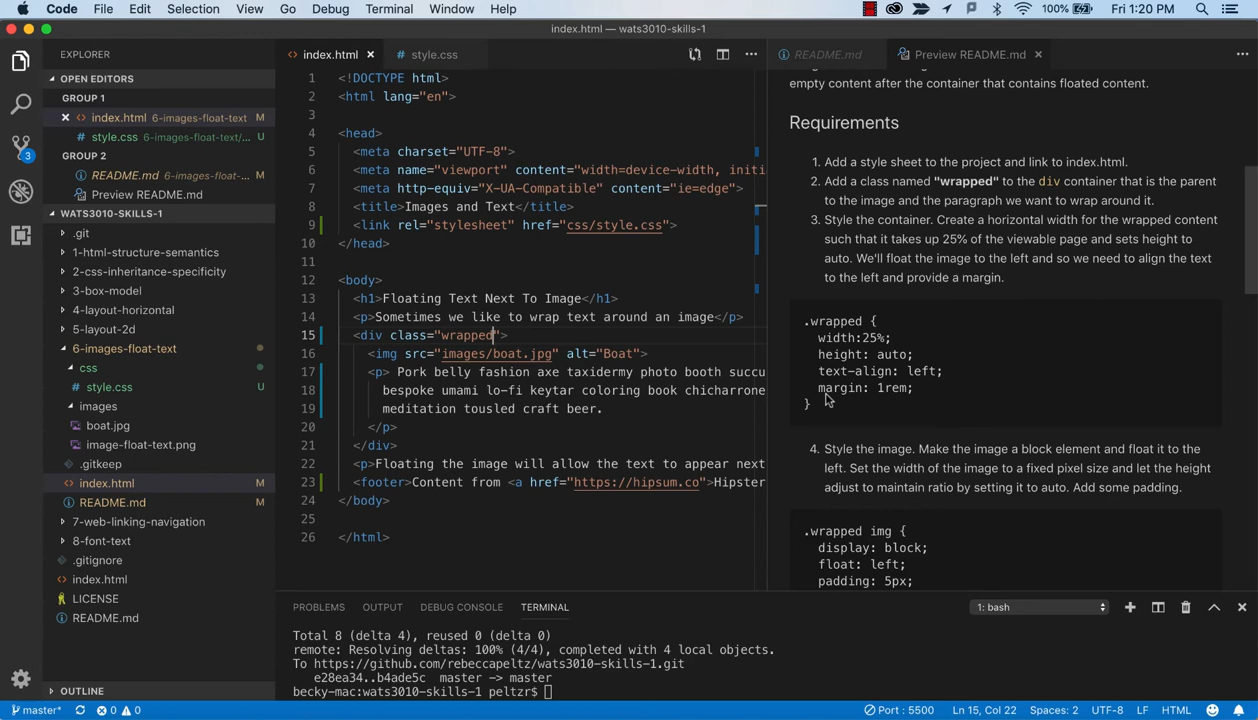 Code File Edit Selection View Go Debug Terminal Window Help 100% Fri 1:20 PM
index.html — wats3010-skills-1
EXPLORER
OPEN EDITORS
GROUP 1
index.html 6-images-float-text M
style.css 6-images-float-text/... U
GROUP 2
README.md 6-images-float-... M
Preview README.md
WATS3010-SKILLS-1
.git
1-html-structure-semantics
2-css-inheritance-specificity
3-box-model
4-layout-horizontal
5-layout-2d
6-images-float-text
css
style.css U
images
boat.jpg U
image-float-text.png U
.gitkeep
index.html M
README.md M
7-web-linking-navigation
8-font-text
.gitignore
index.html
LICENSE
README.md
OUTLINE
3
index.html style.css
1 <!DOCTYPE html>
2 <html lang="en">
3
4 <head>
5 <meta charset="UTF-8">
6 <meta name="viewport" content="width=device-width, initi
7 <meta http-equiv="X-UA-Compatible" content="ie=edge">
8 <title>Images and Text</title>
9 <link rel="stylesheet" href="css/style.css">
10 </head>
11
12 <body>
13 <h1>Floating Text Next To Image</h1>
14 <p>Sometimes we like to wrap text around an image</p>
15 <div class="wrapped">
16 <img src="images/boat.jpg" alt="Boat">
17 <p> Pork belly fashion axe taxidermy photo booth succu
18 bespoke umami lo-fi keytar coloring book chicharrone
19 meditation tousled craft beer.
20 </p>
21 </div>
22 <p>Floating the image will allow the text to appear next
23 <footer>Content from <a href="https://hipsum.co">Hipster
24 </body>
25
26 </html>
README.md Preview README.md
empty content after the container that contains floated content.
Requirements
1. Add a style sheet to the project and link to index.html.
2. Add a class named "wrapped" to the div container that is the parent
to the image and the paragraph we want to wrap around it.
3. Style the container. Create a horizontal width for the wrapped content
such that it takes up 25% of the viewable page and sets height to
auto. We'll float the image to the left and so we need to align the text
to the left and provide a margin.
.wrapped {
width:25%;
height: auto;
text-align: left;
margin: 1rem;
}
4. Style the image. Make the image a block element and float it to the
left. Set the width of the image to a fixed pixel size and let the height
adjust to maintain ratio by setting it to auto. Add some padding.
.wrapped img {
display: block;
float: left;
padding: 5px;
PROBLEMS OUTPUT DEBUG CONSOLE TERMINAL 1: bash
Total 8 (delta 4), reused 0 (delta 0)
remote: Resolving deltas: 100% (4/4), completed with 4 local objects.
To https://github.com/rebeccapeltz/wats3010-skills-1.git
e28ea34..b4ade5c master -> master
becky-mac:wats3010-skills-1 peltzr$
master* 0 0 Port : 5500 Ln 15, Col 22 Spaces: 2 UTF-8 LF HTML